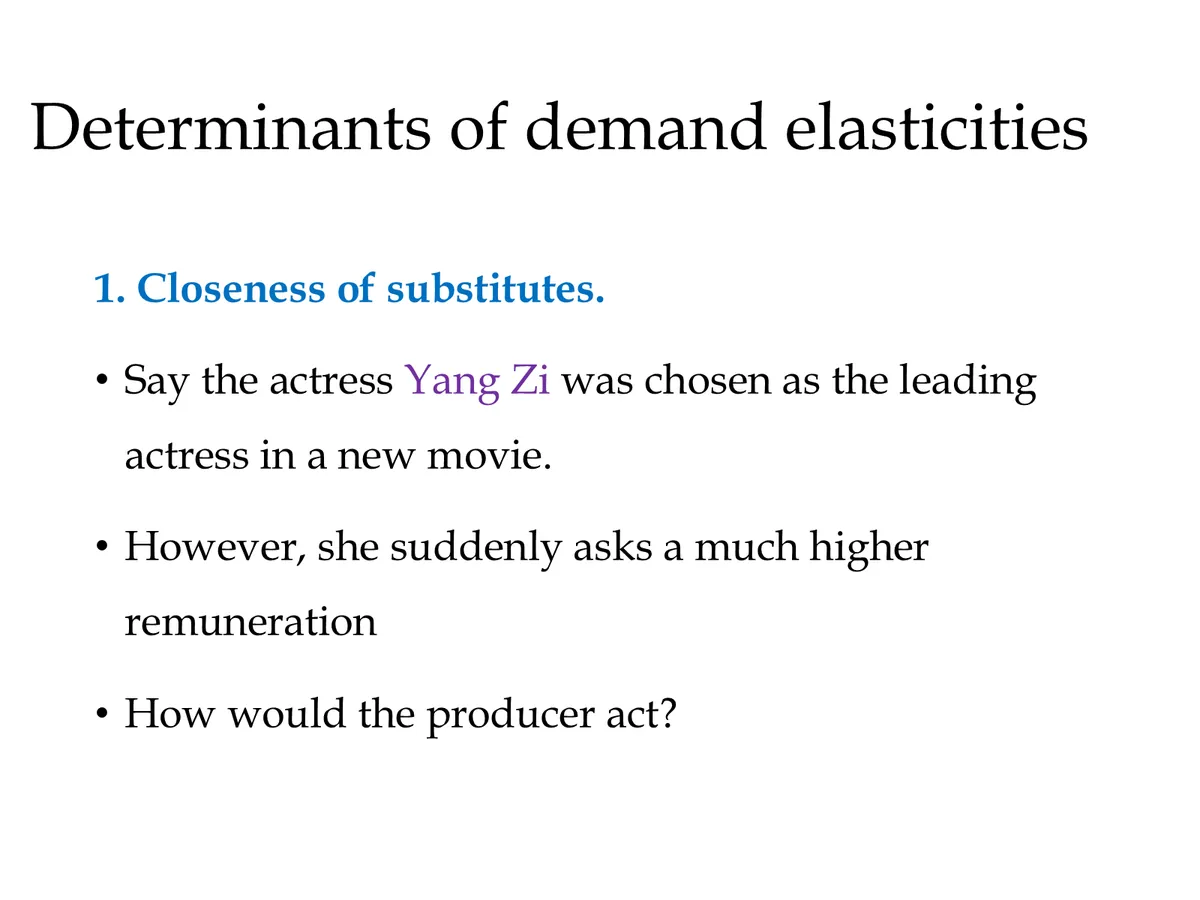 Determinants of demand elasticities
1. Closeness of substitutes.
• Say the actress Yang Zi was chosen as the leading
actress in a new movie.
• However, she suddenly asks a much higher
remuneration
• How would the producer act?